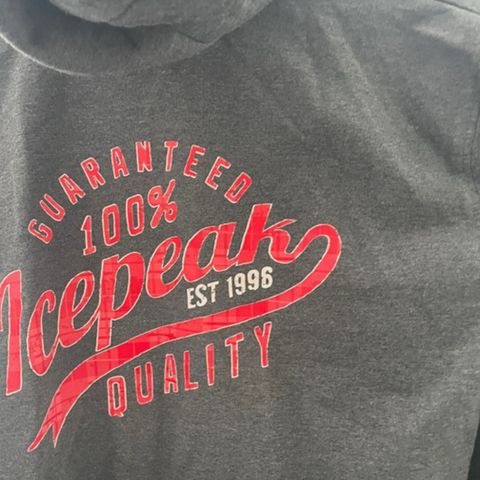 GUARANTEED
100%
Icepeak
EST 1996
QUALITY